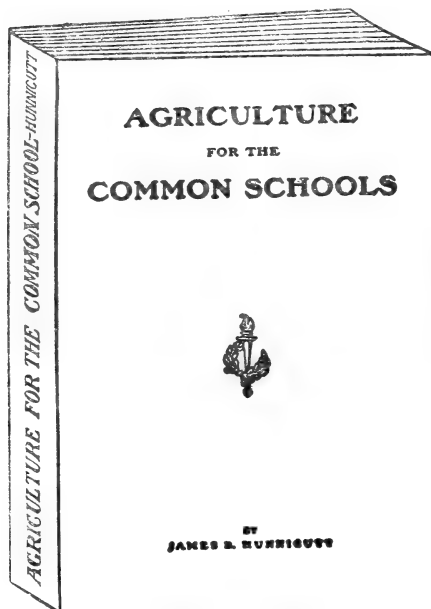 AGRICULTURE
FOR THE
COMMON SCHOOLS
BY
JAMES B. HUNNICUTT
AGRICULTURE FOR THE COMMON SCHOOL-HUNNICUTT